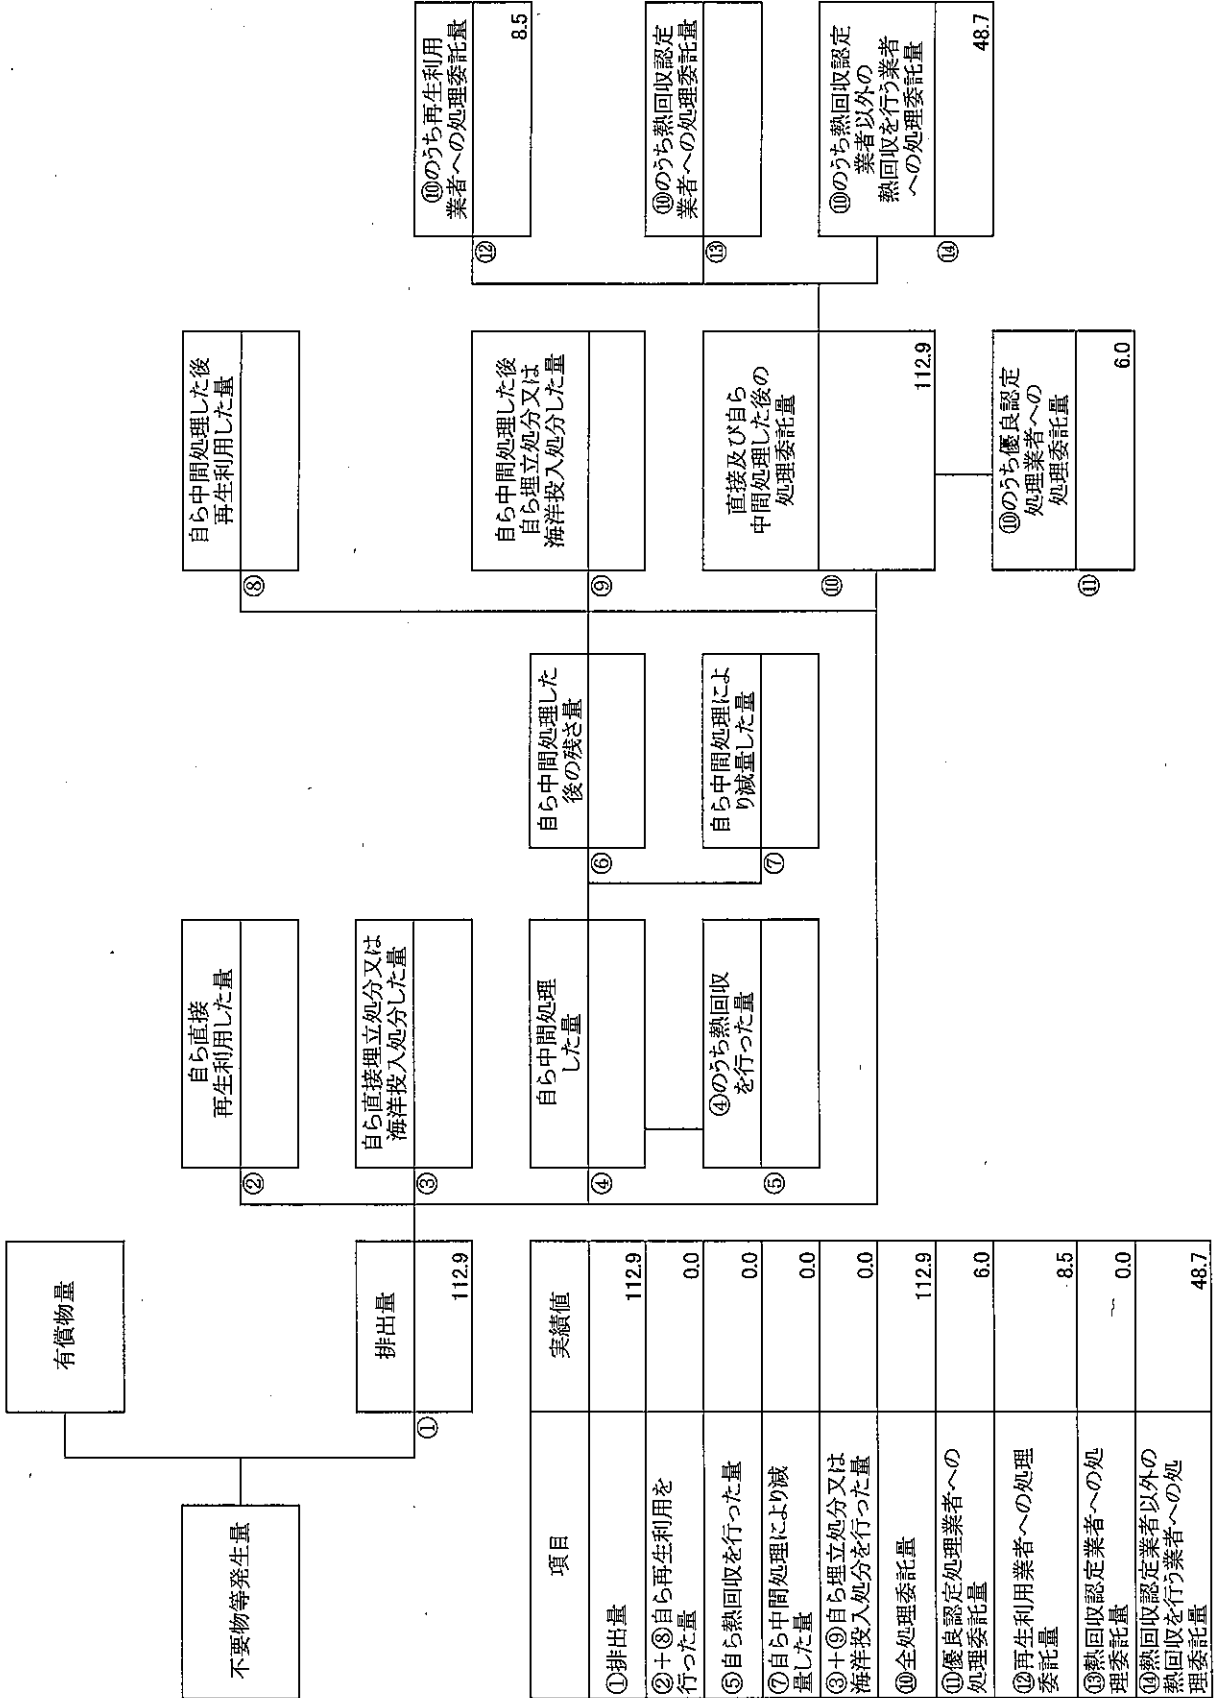 不要物等発生量
有償物量
排出量
①
112.9
自ら直接
再生利用した量
②
自ら直接埋立処分又は
海洋投入処分した量
③
自ら中間処理
した量
④
④のうち熱回収
を行った量
⑤
自ら中間処理した
後の残さ量
⑥
自ら中間処理によ
り減量した量
⑦
自ら中間処理した後
再生利用した量
⑧
自ら中間処理した後
自ら埋立処分又は
海洋投入処分した量
⑨
直接及び自ら
中間処理した後の
処理委託量
⑩
112.9
⑩のうち優良認定
処理業者への
処理委託量
⑪
6.0
⑩のうち再生利用
業者への処理委託量
⑫
8.5
⑩のうち熱回収認定
業者への処理委託量
⑬
⑩のうち熱回収認定
業者以外の
熱回収を行う業者
への処理委託量
⑭
48.7
項目 実績値
①排出量 112.9
②+⑧自ら再生利用を
行った量 0.0
⑤自ら熱回収を行った量 0.0
⑦自ら中間処理により減
量した量 0.0
③+⑨自ら埋立処分又は
海洋投入処分を行った量 0.0
⑩全処理委託量 112.9
⑪優良認定処理業者への
処理委託量 6.0
⑫再生利用業者への処理
委託量 8.5
⑬熱回収認定業者への処
理委託量 0.0
⑭熱回収認定業者以外の
熱回収を行う業者への処
理委託量 48.7